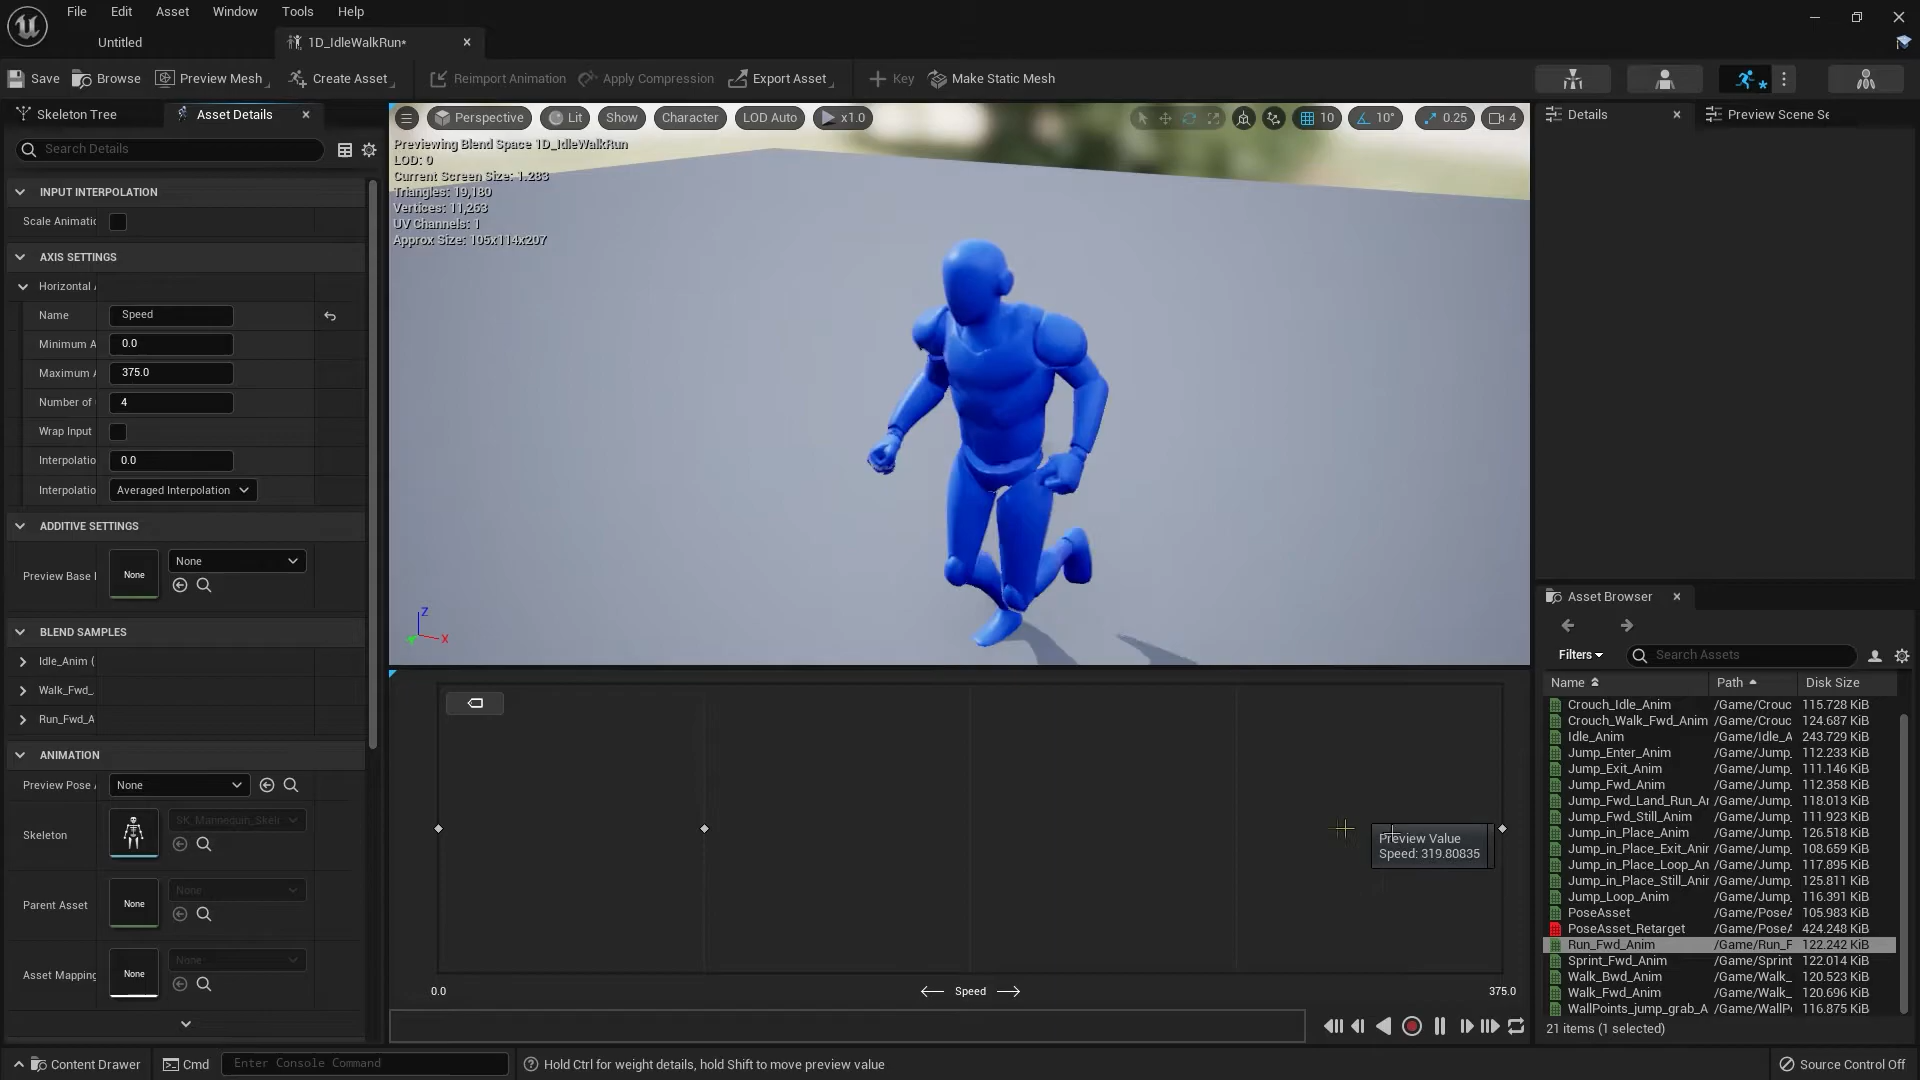 File Edit Asset Window Tools Help
Untitled 1D_IdleWalkRun*
Save Browse Preview Mesh Create Asset Reimport Animation Apply Compression Export Asset Key Make Static Mesh
Skeleton Tree Asset Details
Search Details
INPUT INTERPOLATION
Scale Animatic
AXIS SETTINGS
Horizontal
Name Speed
Minimum A 0.0
Maximum A 375.0
Number of 4
Wrap Input
Interpolatio 0.0
Interpolatio Averaged Interpolation
ADDITIVE SETTINGS
Preview Base None None
BLEND SAMPLES
Idle_Anim (
Walk_Fwd_
Run_Fwd_A
ANIMATION
Preview Pose None
Skeleton SK_Mannequin_Skel
Parent Asset None None
Asset Mapping None None
Perspective Lit Show Character LOD Auto x1.0 10 10° 0.25 4
Previewing Blend Space 1D_IdleWalkRun
LOD: 0
Current Screen Size: 1.283
Triangles: 19,180
Vertices: 11,263
UV Channels: 1
Approx Size: 105x114x207
Z
X
Preview Value
Speed: 319.80835
0.0 Speed 375.0
Details Preview Scene Se
Asset Browser
Filters Search Assets
Name Path Disk Size
Crouch_Idle_Anim /Game/Crouc 115.728 KiB
Crouch_Walk_Fwd_Anim /Game/Crouc 124.687 KiB
Idle_Anim /Game/Idle_A 243.729 KiB
Jump_Enter_Anim /Game/Jump_ 112.233 KiB
Jump_Exit_Anim /Game/Jump_ 111.146 KiB
Jump_Fwd_Anim /Game/Jump_ 112.358 KiB
Jump_Fwd_Land_Run_Ar /Game/Jump_ 118.013 KiB
Jump_Fwd_Still_Anim /Game/Jump_ 111.923 KiB
Jump_in_Place_Anim /Game/Jump_ 126.518 KiB
Jump_in_Place_Exit_Anir /Game/Jump_ 108.659 KiB
Jump_in_Place_Loop_An /Game/Jump_ 117.895 KiB
Jump_in_Place_Still_Anir /Game/Jump_ 125.811 KiB
Jump_Loop_Anim /Game/Jump_ 116.391 KiB
PoseAsset /Game/PoseA 105.983 KiB
PoseAsset_Retarget /Game/PoseA 424.248 KiB
Run_Fwd_Anim /Game/Run_F 122.242 KiB
Sprint_Fwd_Anim /Game/Sprint 122.014 KiB
Walk_Bwd_Anim /Game/Walk_ 120.523 KiB
Walk_Fwd_Anim /Game/Walk_ 120.696 KiB
WallPoints_jump_grab_A /Game/WallP 116.875 KiB
21 items (1 selected)
Content Drawer Cmd Enter Console Command Hold Ctrl for weight details, hold Shift to move preview value Source Control Off